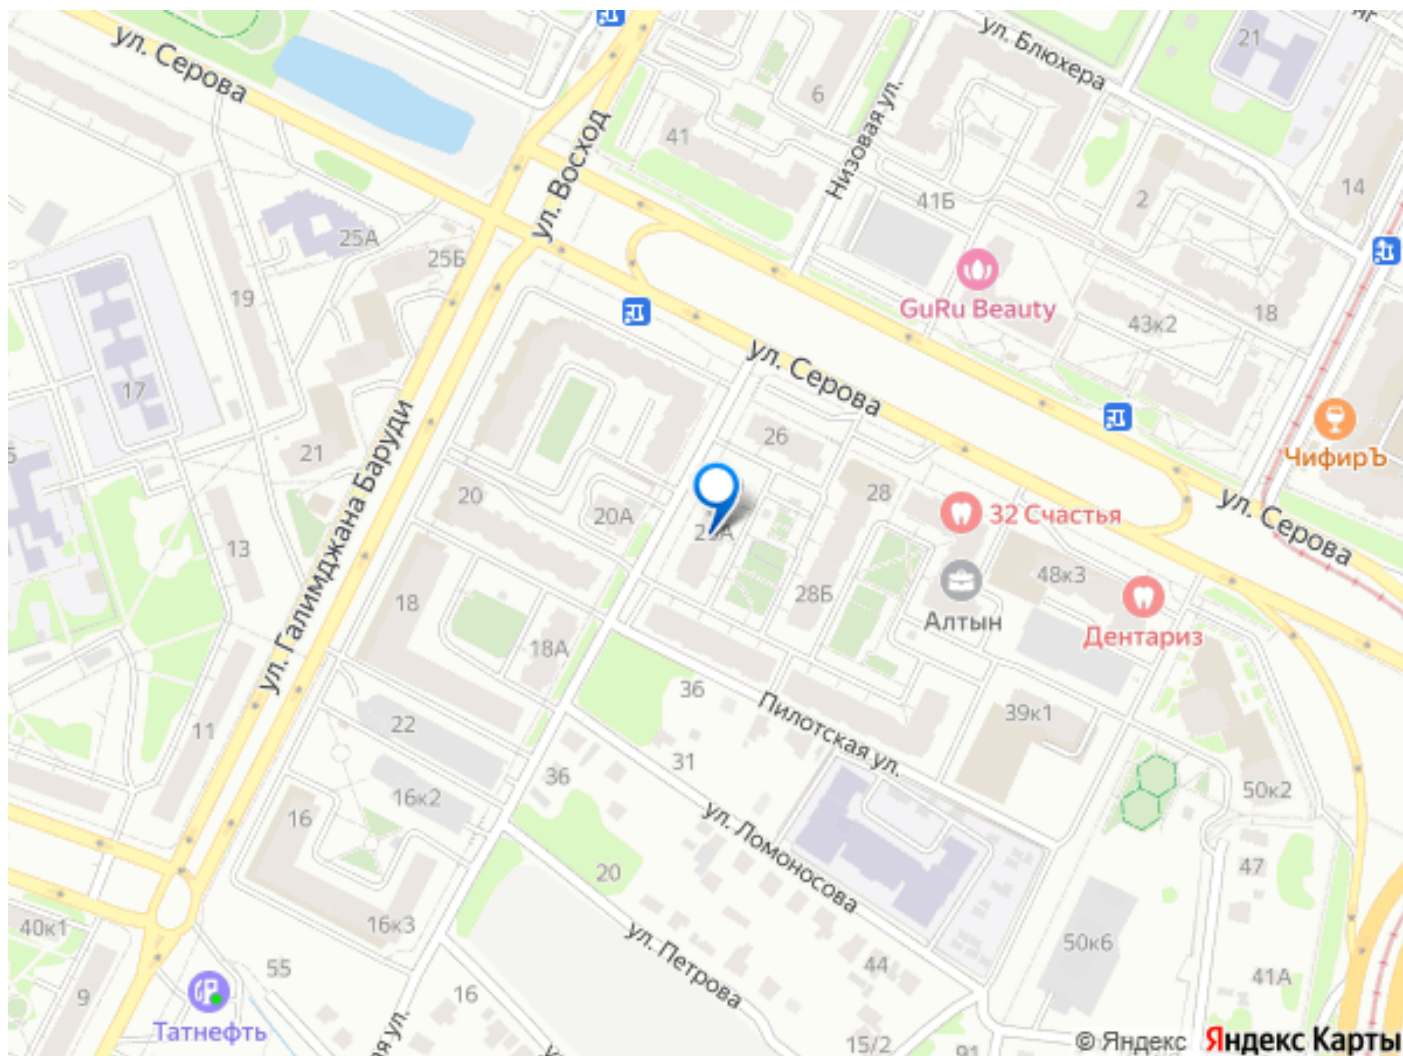 ул. Серова
ул. Восход
ул. Блюхера
21
6
Низовая ул.
41
14
2
41Б
25А
25Б
19
GuRu Beauty
18
43к2
ул. Серова
17
ул. Галимджана Баруди
26
21
ЧифирЪ
20
28
20А
32 Счастья
ул. Серова
13
48к3
28Б
18
Алтын
Дентариз
18А
36
Пилотская ул.
39к1
11
22
31
36
16к2
50к2
16
ул. Ломоносова
20
47
16к3
40к1
ул. Петрова
50к6
55
44
41А
9
16
Татнефть
15/2
91
© Яндекс
Яндекс Карты